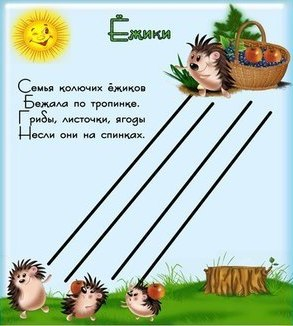 Ёжики
Семья колючих ёжиков
Бежала по тропинке.
Грибы, листочки, ягоды
Несли они на спинках.